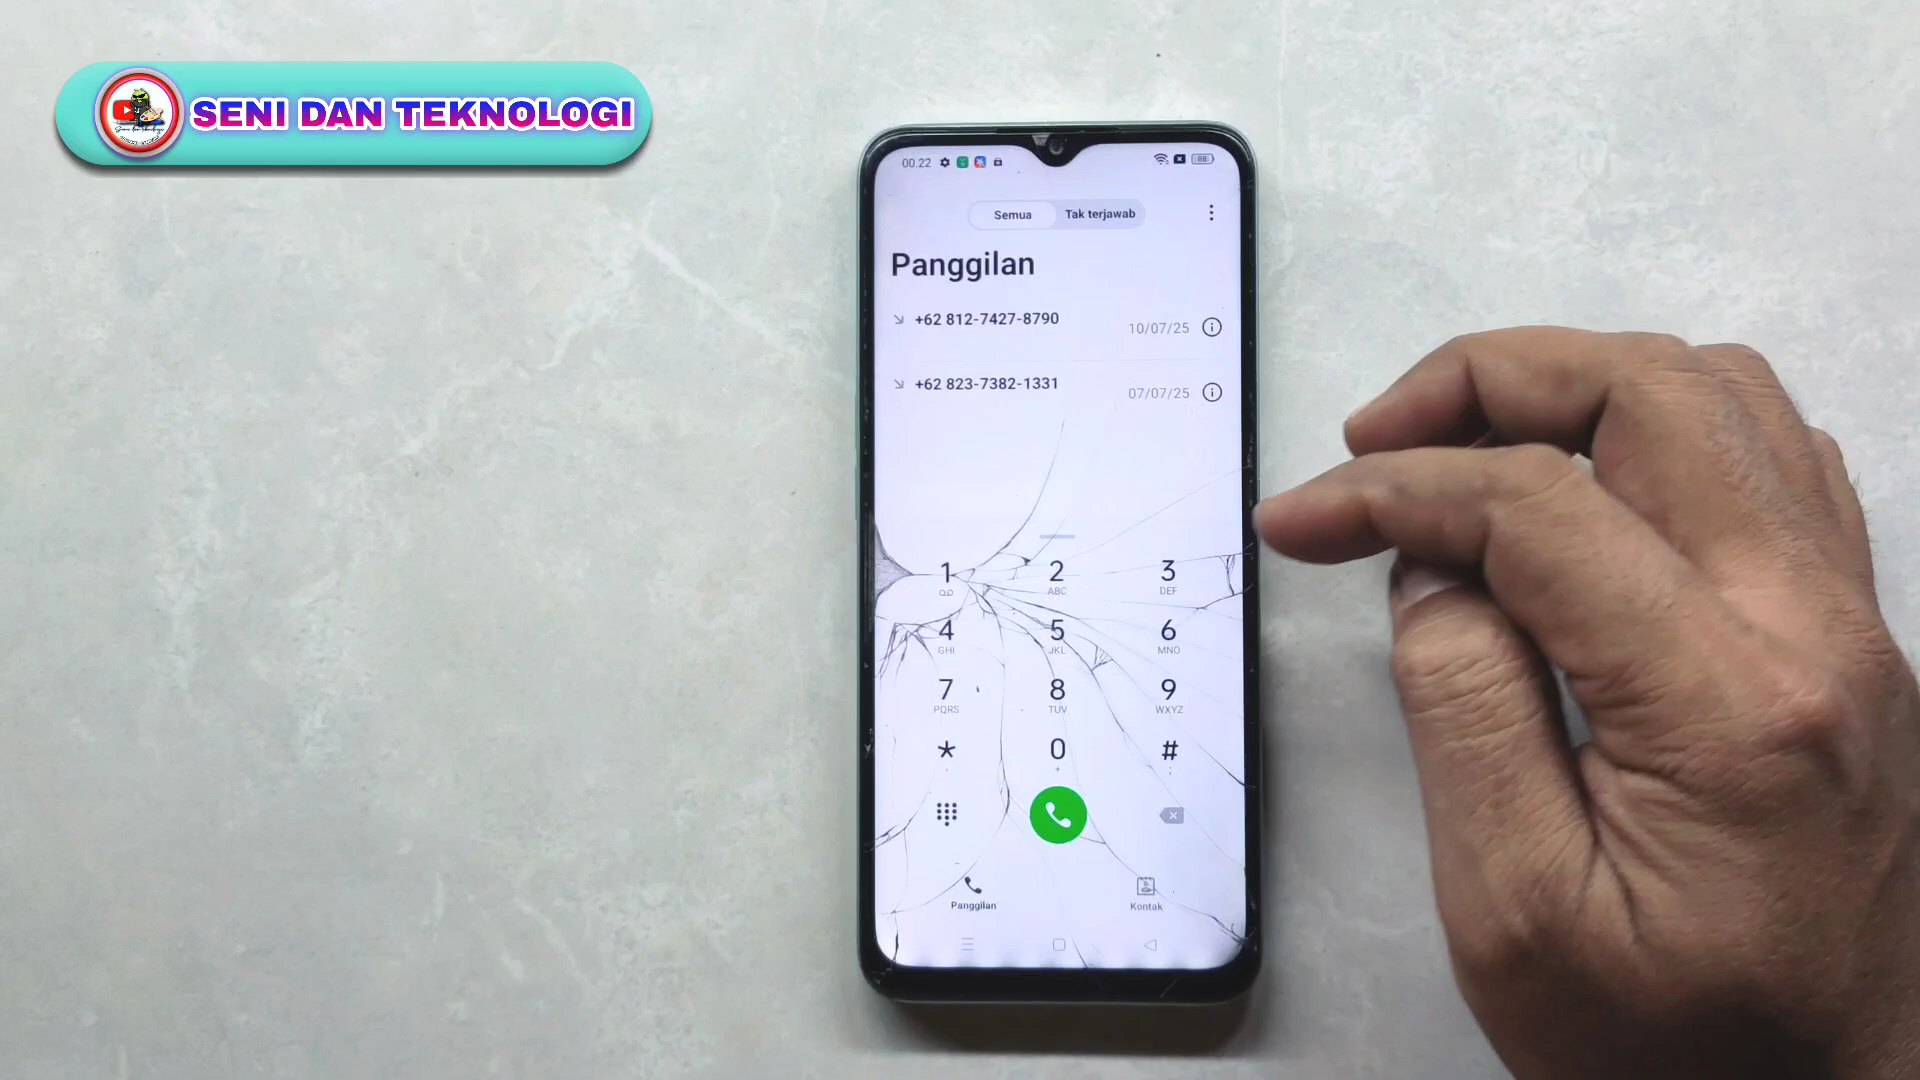 SENI DAN TEKNOLOGI
00.22
88
Semua
Tak terjawab
Panggilan
+62 812-7427-8790
10/07/25
+62 823-7382-1331
07/07/25
1
2
3
ABC
DEF
4
5
6
GHI
JKL
MNO
7
8
9
PQRS
TUV
WXYZ
*
0
#
+
Panggilan
Kontak